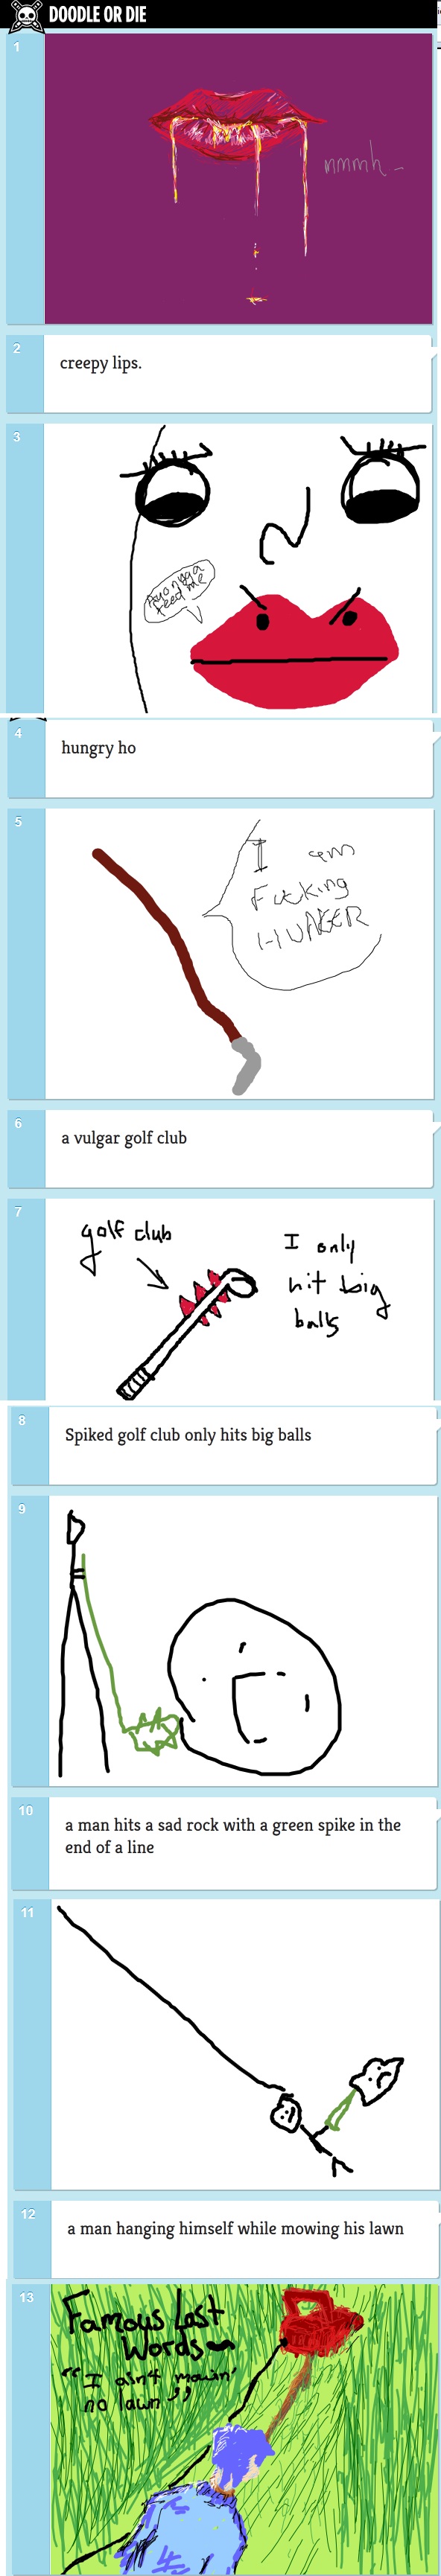 DOODLE OR DIE
1
nmmh
2
creepy lips.
3
feed me
4
hungry ho
5
I am
Fucking
HUNGER
6
a vulgar golf club
7
golf club
I only
hit big
balls
8
Spiked golf club only hits big balls
9
10
a man hits a sad rock with a green spike in the
end of a line
11
12
a man hanging himself while mowing his lawn
13
Famous Last
Words
"I ain't mowin'
no lawn"